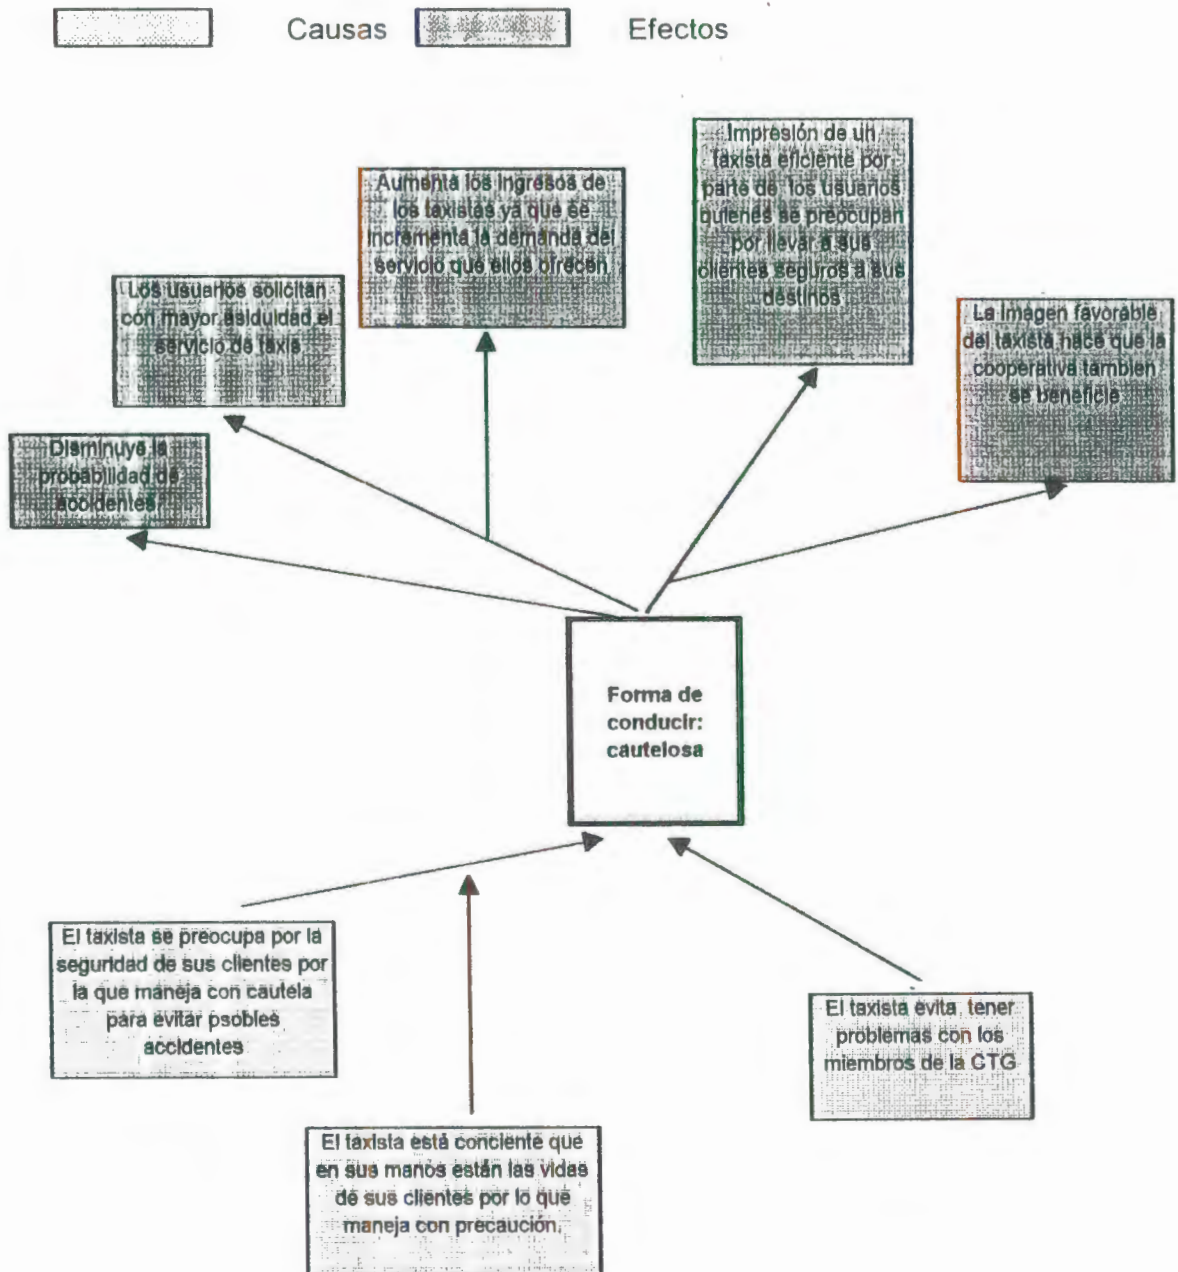 Causas
Efectos
Impresión de un
taxista eficiente por
parte de los usuarios
quienes se preocupan
por llevar a sus
clientes seguros a sus
destinos
Aumenta los ingresos de
los taxistas ya que se
incrementa la demanda del
servicio que ellos ofrecen
Los usuarios solicitan
con mayor asiduidad el
servicio de taxis
La imagen favorable
del taxista hace que la
cooperativa tambien
se beneficie
Disminuye la
probabilidad de
accidentes
Forma de
conducir:
cautelosa
El taxista se preocupa por la
seguridad de sus clientes por
la que maneja con cautela
para evitar psobles
accidentes
El taxista evita tener
problemas con los
miembros de la CTG
El taxista está conciente que
en sus manos están las vidas
de sus clientes por lo que
maneja con precaución.